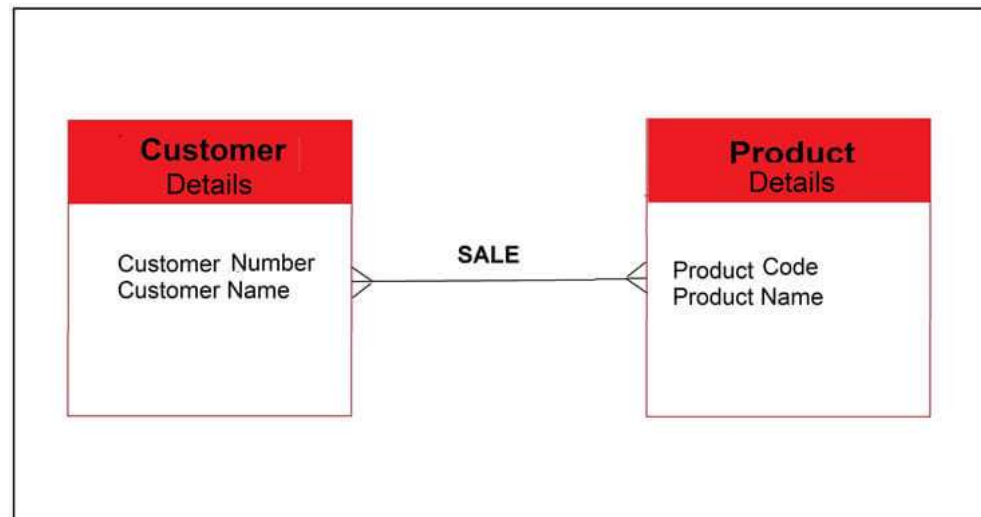 Customer
Details
Customer Number
Customer Name
SALE
Product
Details
Product Code
Product Name